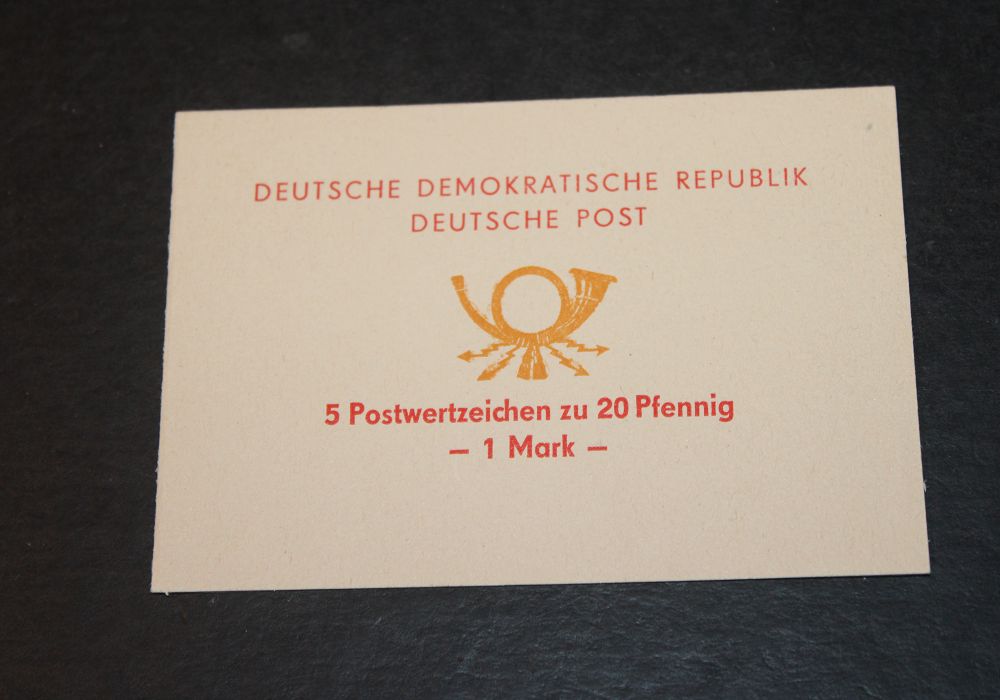 DEUTSCHE DEMOKRATISCHE REPUBLIK
DEUTSCHE POST
5 Postwertzeichen zu 20 Pfennig
— 1 Mark —